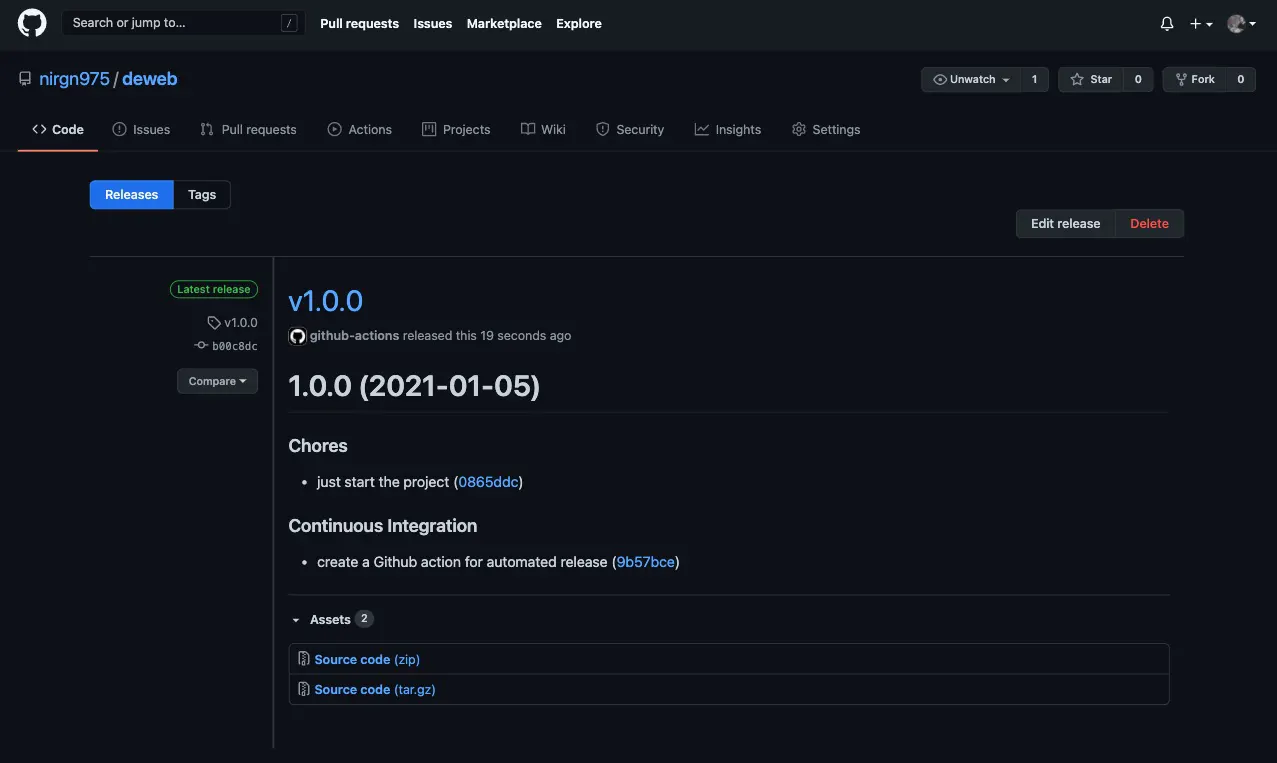 Search or jump to... / Pull requests Issues Marketplace Explore
nirgn975 / deweb Unwatch 1 Star 0 Fork 0
Code Issues Pull requests Actions Projects Wiki Security Insights Settings
Releases Tags
Edit release Delete
Latest release
v1.0.0
b00c8dc
Compare
v1.0.0
github-actions released this 19 seconds ago
1.0.0 (2021-01-05)
Chores
• just start the project (0865ddc)
Continuous Integration
• create a Github action for automated release (9b57bce)
Assets 2
Source code (zip)
Source code (tar.gz)